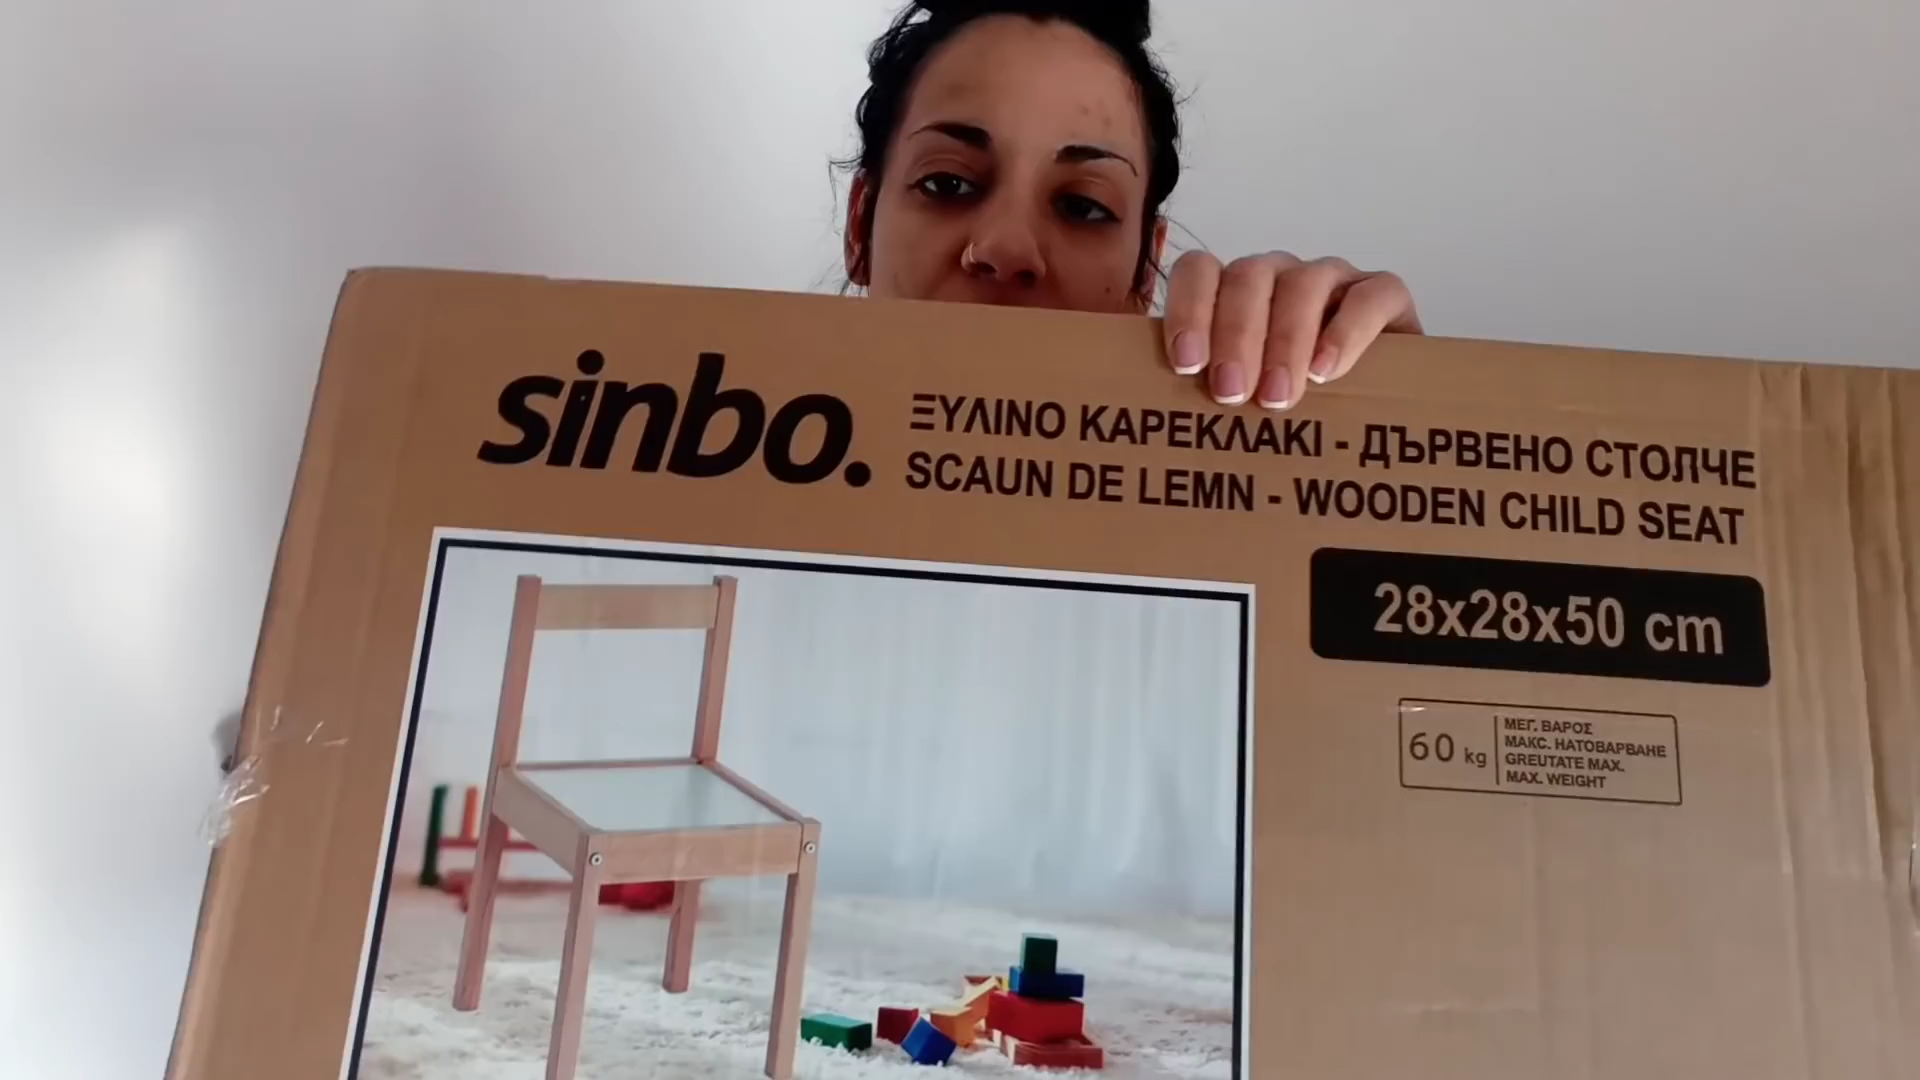 sinbo.
ΞΥΛΙΝΟ ΚΑΡΕΚΛΑΚΙ - ДЪРВЕНО СТОЛЧЕ
SCAUN DE LEMN - WOODEN CHILD SEAT
28x28x50 cm
60 kg
ΜΕΓ. ΒΑΡΟΣ
МАКС. НАТОВАРВАНЕ
GREUTATE MAX.
MAX. WEIGHT